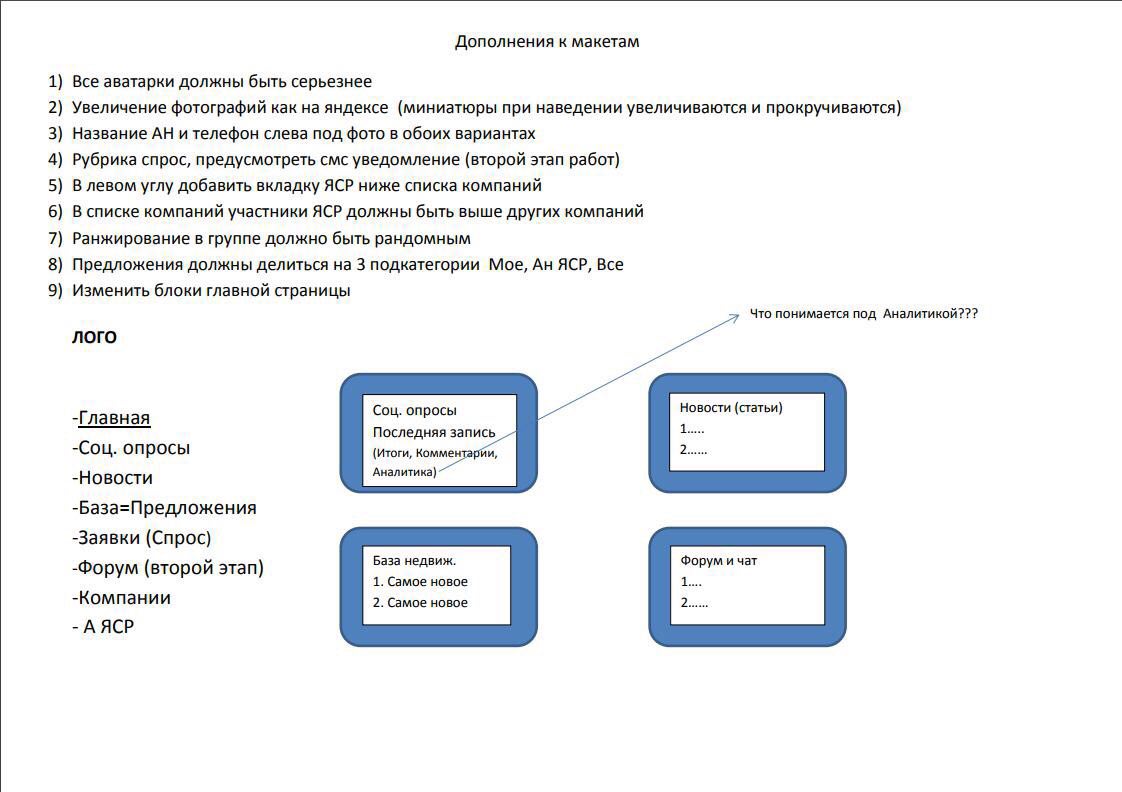 Дополнения к макетам
1) Все аватарки должны быть серьезнее
2) Увеличение фотографий как на яндексе (миниатюры при наведении увеличиваются и прокручиваются)
3) Название АН и телефон слева под фото в обоих вариантах
4) Рубрика спрос, предусмотреть смс уведомление (второй этап работ)
5) В левом углу добавить вкладку ЯСР ниже списка компаний
6) В списке компаний участники ЯСР должны быть выше других компаний
7) Ранжирование в группе должно быть рандомным
8) Предложения должны делиться на 3 подкатегории Мое, Ан ЯСР, Все
9) Изменить блоки главной страницы
Что понимается под Аналитикой???
ЛОГО
-Главная
-Соц. опросы
-Новости
-База=Предложения
-Заявки (Спрос)
-Форум (второй этап)
-Компании
- А ЯСР
Соц. опросы
Последняя запись
(Итоги, Комментарии,
Аналитика)
Новости (статьи)
1…..
2……
База недвиж.
1. Самое новое
2. Самое новое
Форум и чат
1….
2……